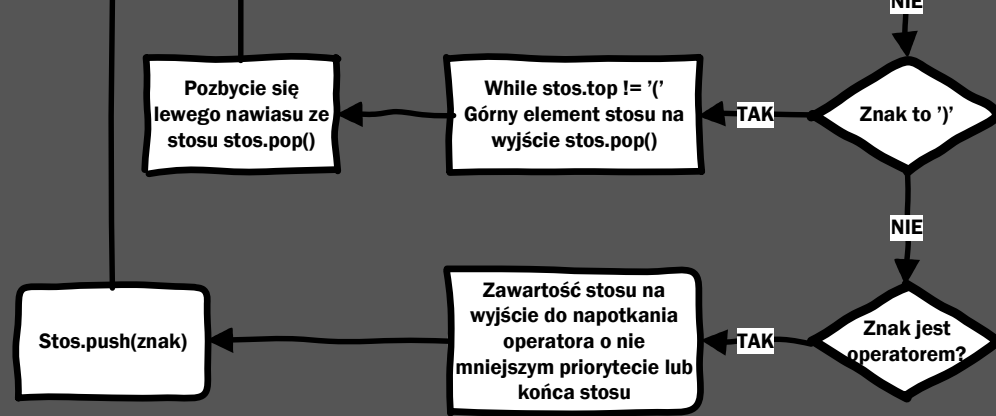 NIE
Pozbycie się
lewego nawiasu ze
stosu stos.pop()
While stos.top != ’(’
Górny element stosu na
wyjście stos.pop()
TAK
Znak to ’)’
NIE
Stos.push(znak)
Zawartość stosu na
wyjście do napotkania
operatora o nie
mniejszym priorytecie lub
końca stosu
TAK
Znak jest
operatorem?